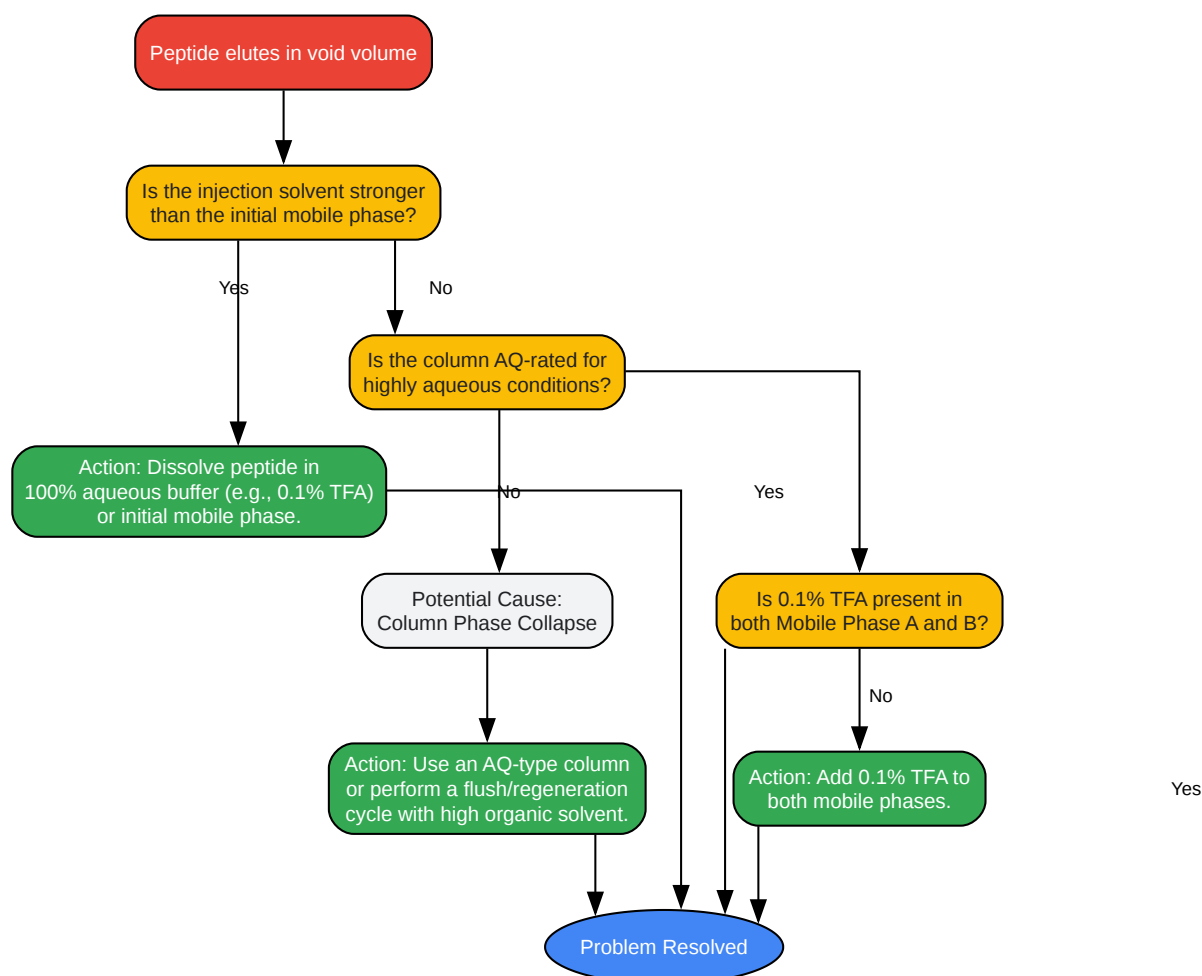 Peptide elutes in void volume
Is the injection solvent stronger
than the initial mobile phase?
Yes
No
Is the column AQ-rated for
highly aqueous conditions?
Action: Dissolve peptide in
100% aqueous buffer (e.g., 0.1% TFA)
or initial mobile phase.
No
Yes
Potential Cause:
Column Phase Collapse
Is 0.1% TFA present in
both Mobile Phase A and B?
No
Action: Use an AQ-type column
or perform a flush/regeneration
cycle with high organic solvent.
Action: Add 0.1% TFA to
both mobile phases.
Yes
Problem Resolved